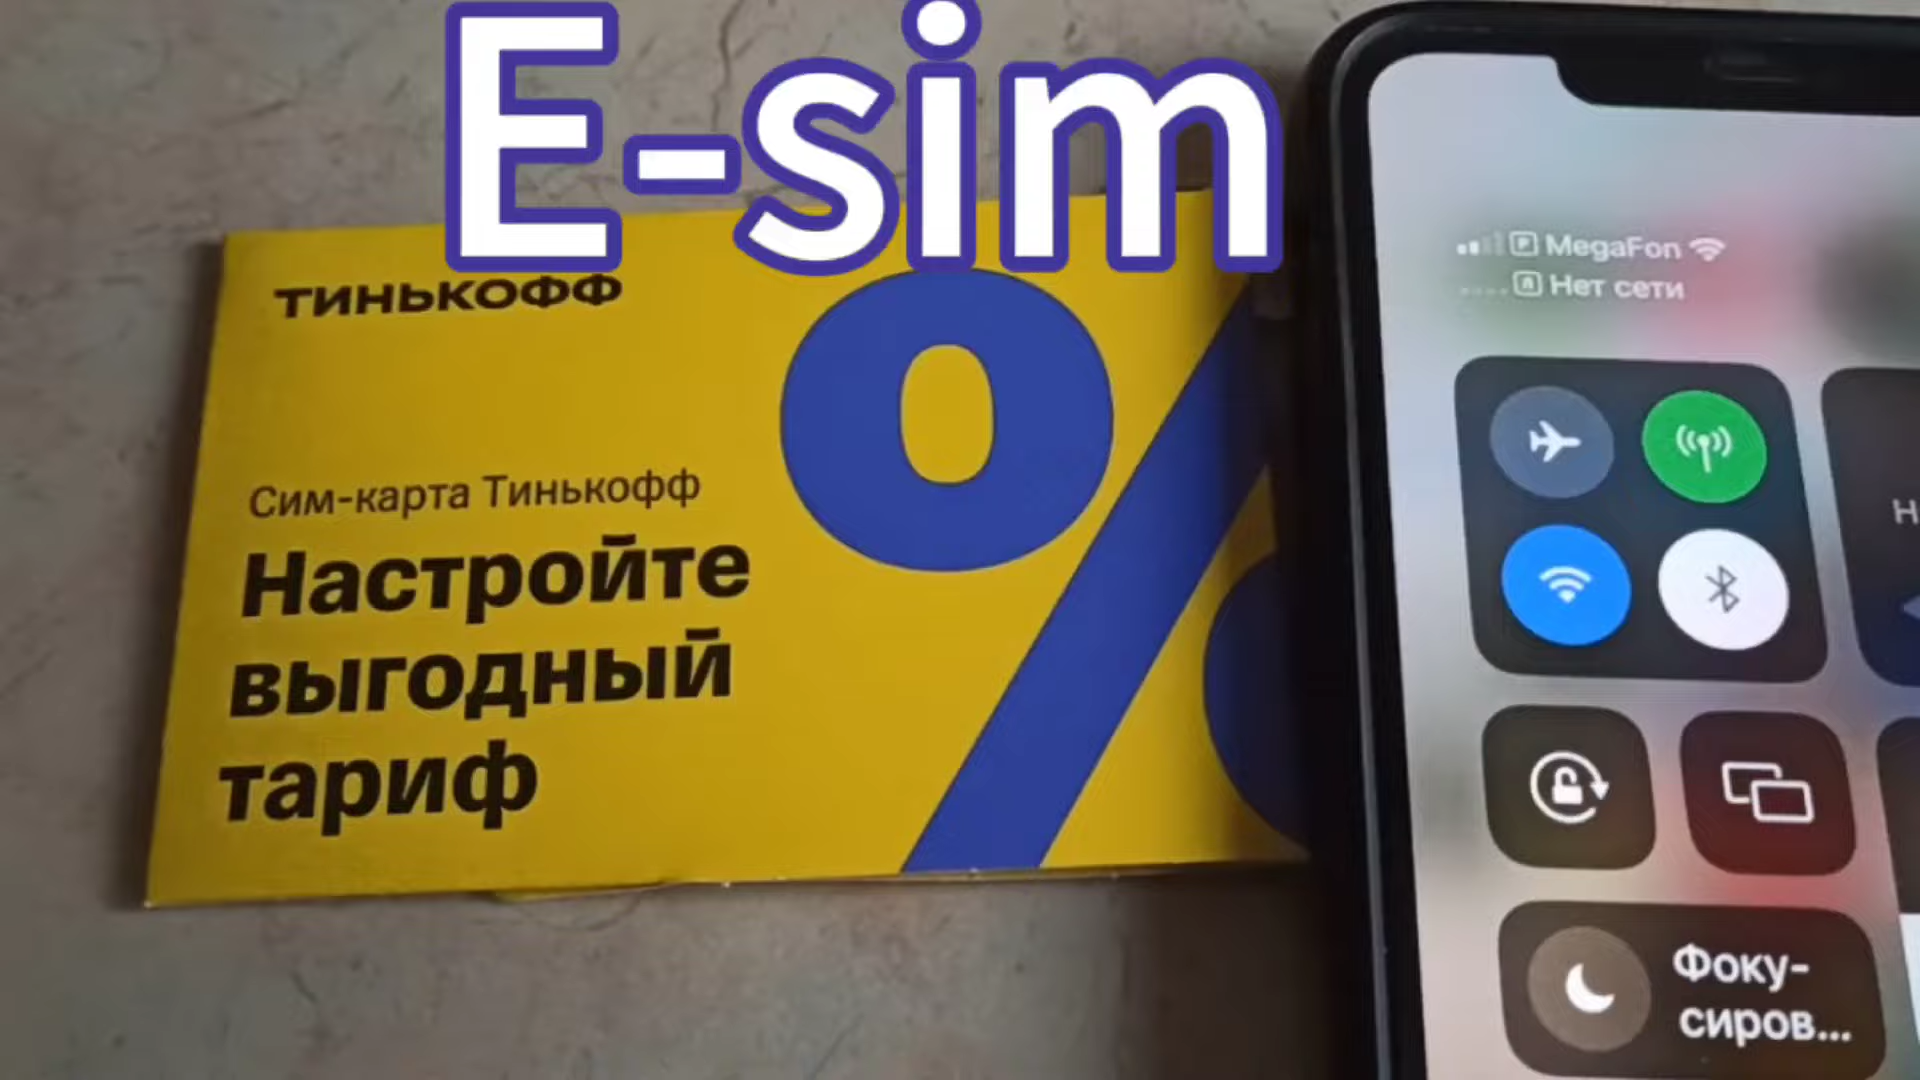 E-sim
ТИНЬКОФФ
Сим-карта Тинькофф
Настройте
выгодный
тариф
P MegaFon
Л Нет сети
Н
Фоку-
сиров...